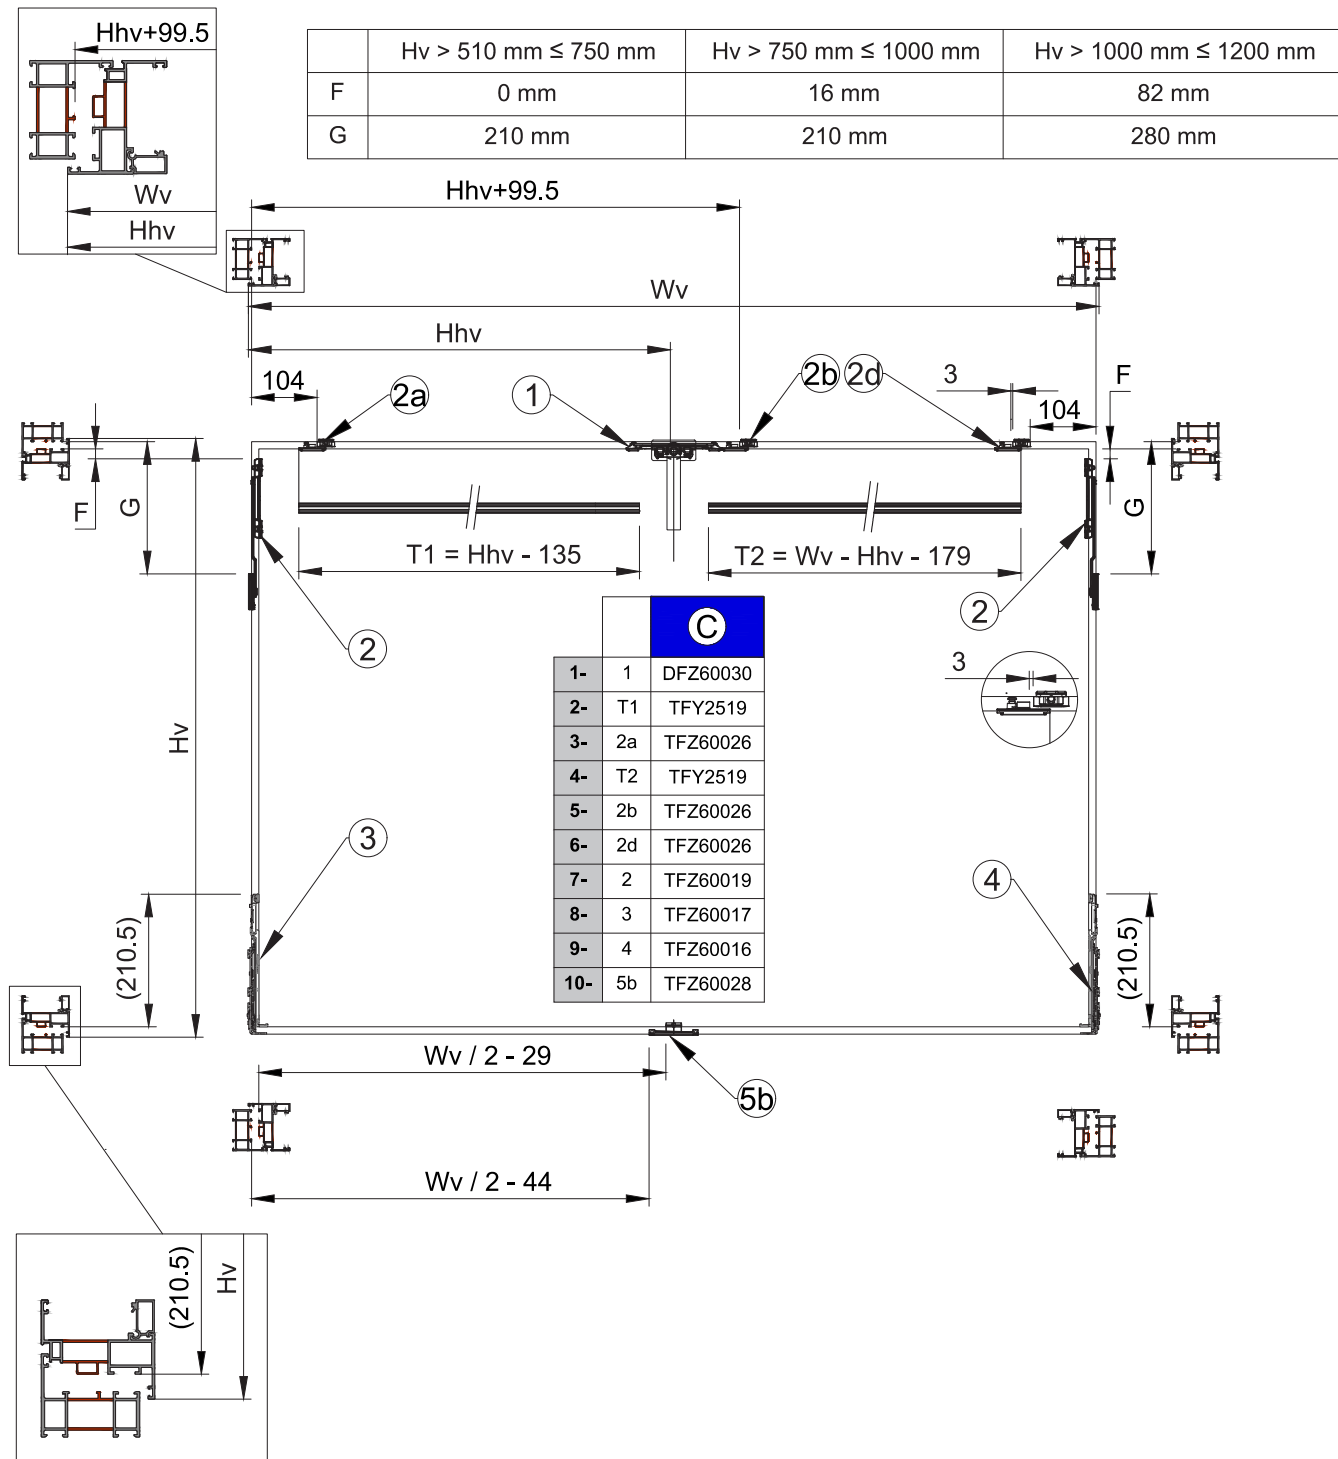 Hhv+99.5
Wv
Hhv
Hv > 510 mm ≤ 750 mm Hv > 750 mm ≤ 1000 mm Hv > 1000 mm ≤ 1200 mm
F 0 mm 16 mm 82 mm
G 210 mm 210 mm 280 mm
Hhv+99.5
Wv
Hhv
104 2a 1 2b 2d 3 104 F
F G G
T1 = Hhv - 135 T2 = Wv - Hhv - 179
2 2
Hv
C
1- 1 DFZ60030
2- T1 TFY2519
3- 2a TFZ60026
4- T2 TFY2519
5- 2b TFZ60026
6- 2d TFZ60026
7- 2 TFZ60019
8- 3 TFZ60017
9- 4 TFZ60016
10- 5b TFZ60028
3
3 4
(210.5) (210.5)
Wv / 2 - 29
5b
Wv / 2 - 44
(210.5) Hv